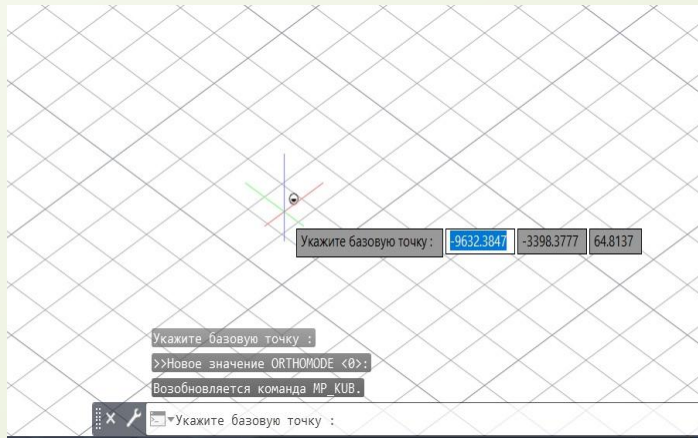 Укажите базовую точку : -9632.3847 -3398.3777 64.8137
Укажите базовую точку :
>>Новое значение ORTHOMODE <0>:
Возобновляется команда MP_KUB.
Укажите базовую точку :